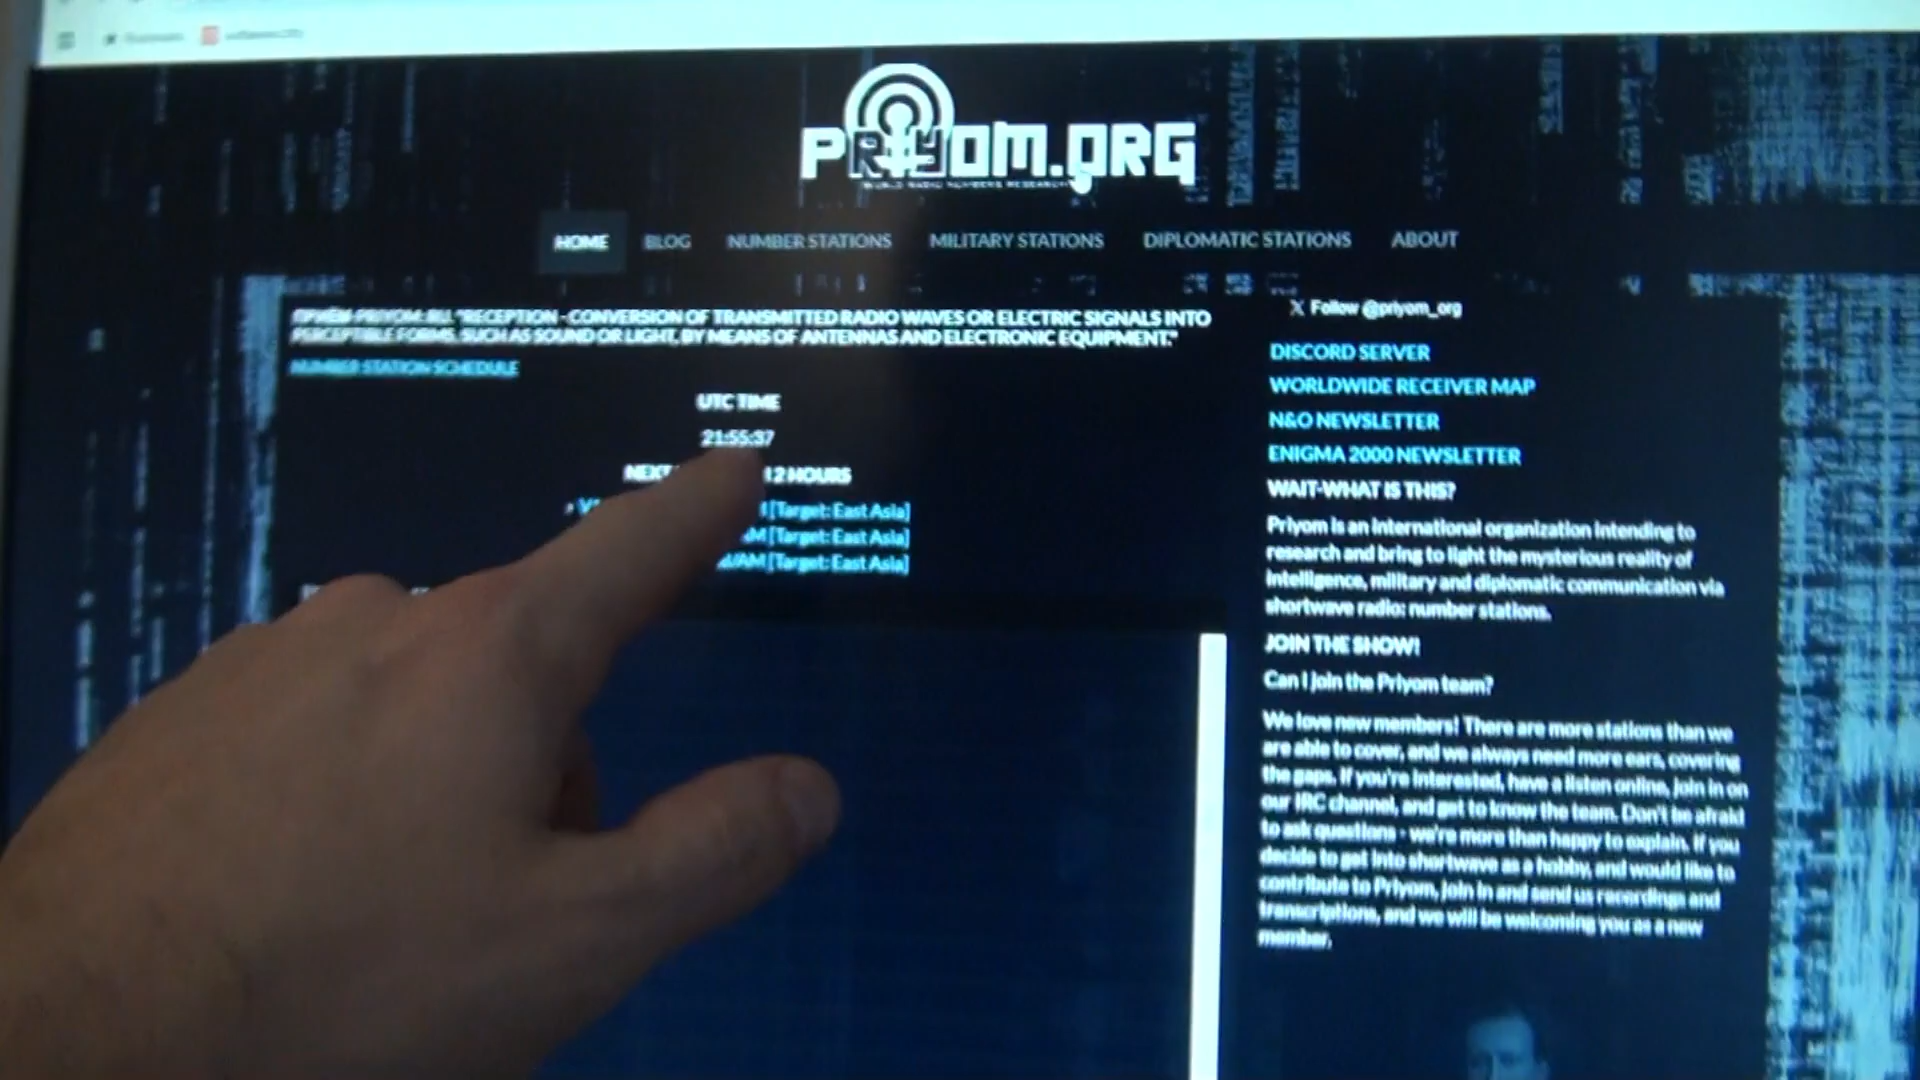 PRIYOM.ORG
WORLD RADIO NUMBERS RESEARCH
HOME BLOG NUMBER STATIONS MILITARY STATIONS DIPLOMATIC STATIONS ABOUT
"RECEPTION - CONVERSION OF TRANSMITTED RADIO WAVES OR ELECTRIC SIGNALS INTO
PERCEPTIBLE FORMS, SUCH AS SOUND OR LIGHT, BY MEANS OF ANTENNAS AND ELECTRONIC EQUIPMENT."
NUMBER STATION SCHEDULE
UTC TIME
21:55:37
NEXT 2 HOURS
[Target: East Asia]
AM [Target: East Asia]
/AM [Target: East Asia]
X Follow @priyom_org
DISCORD SERVER
WORLDWIDE RECEIVER MAP
N&O NEWSLETTER
ENIGMA 2000 NEWSLETTER
WAIT-WHAT IS THIS?
Priyom is an international organization intending to
research and bring to light the mysterious reality of
intelligence, military and diplomatic communication via
shortwave radio: number stations.
JOIN THE SHOW!
Can I join the Priyom team?
We love new members! There are more stations than we
are able to cover, and we always need more ears, covering
the gaps. If you're interested, have a listen online, join in on
our IRC channel, and get to know the team. Don't be afraid
to ask questions - we're more than happy to explain. If you
decide to get into shortwave as a hobby, and would like to
contribute to Priyom, join in and send us recordings and
transcriptions, and we will be welcoming you as a new
member.